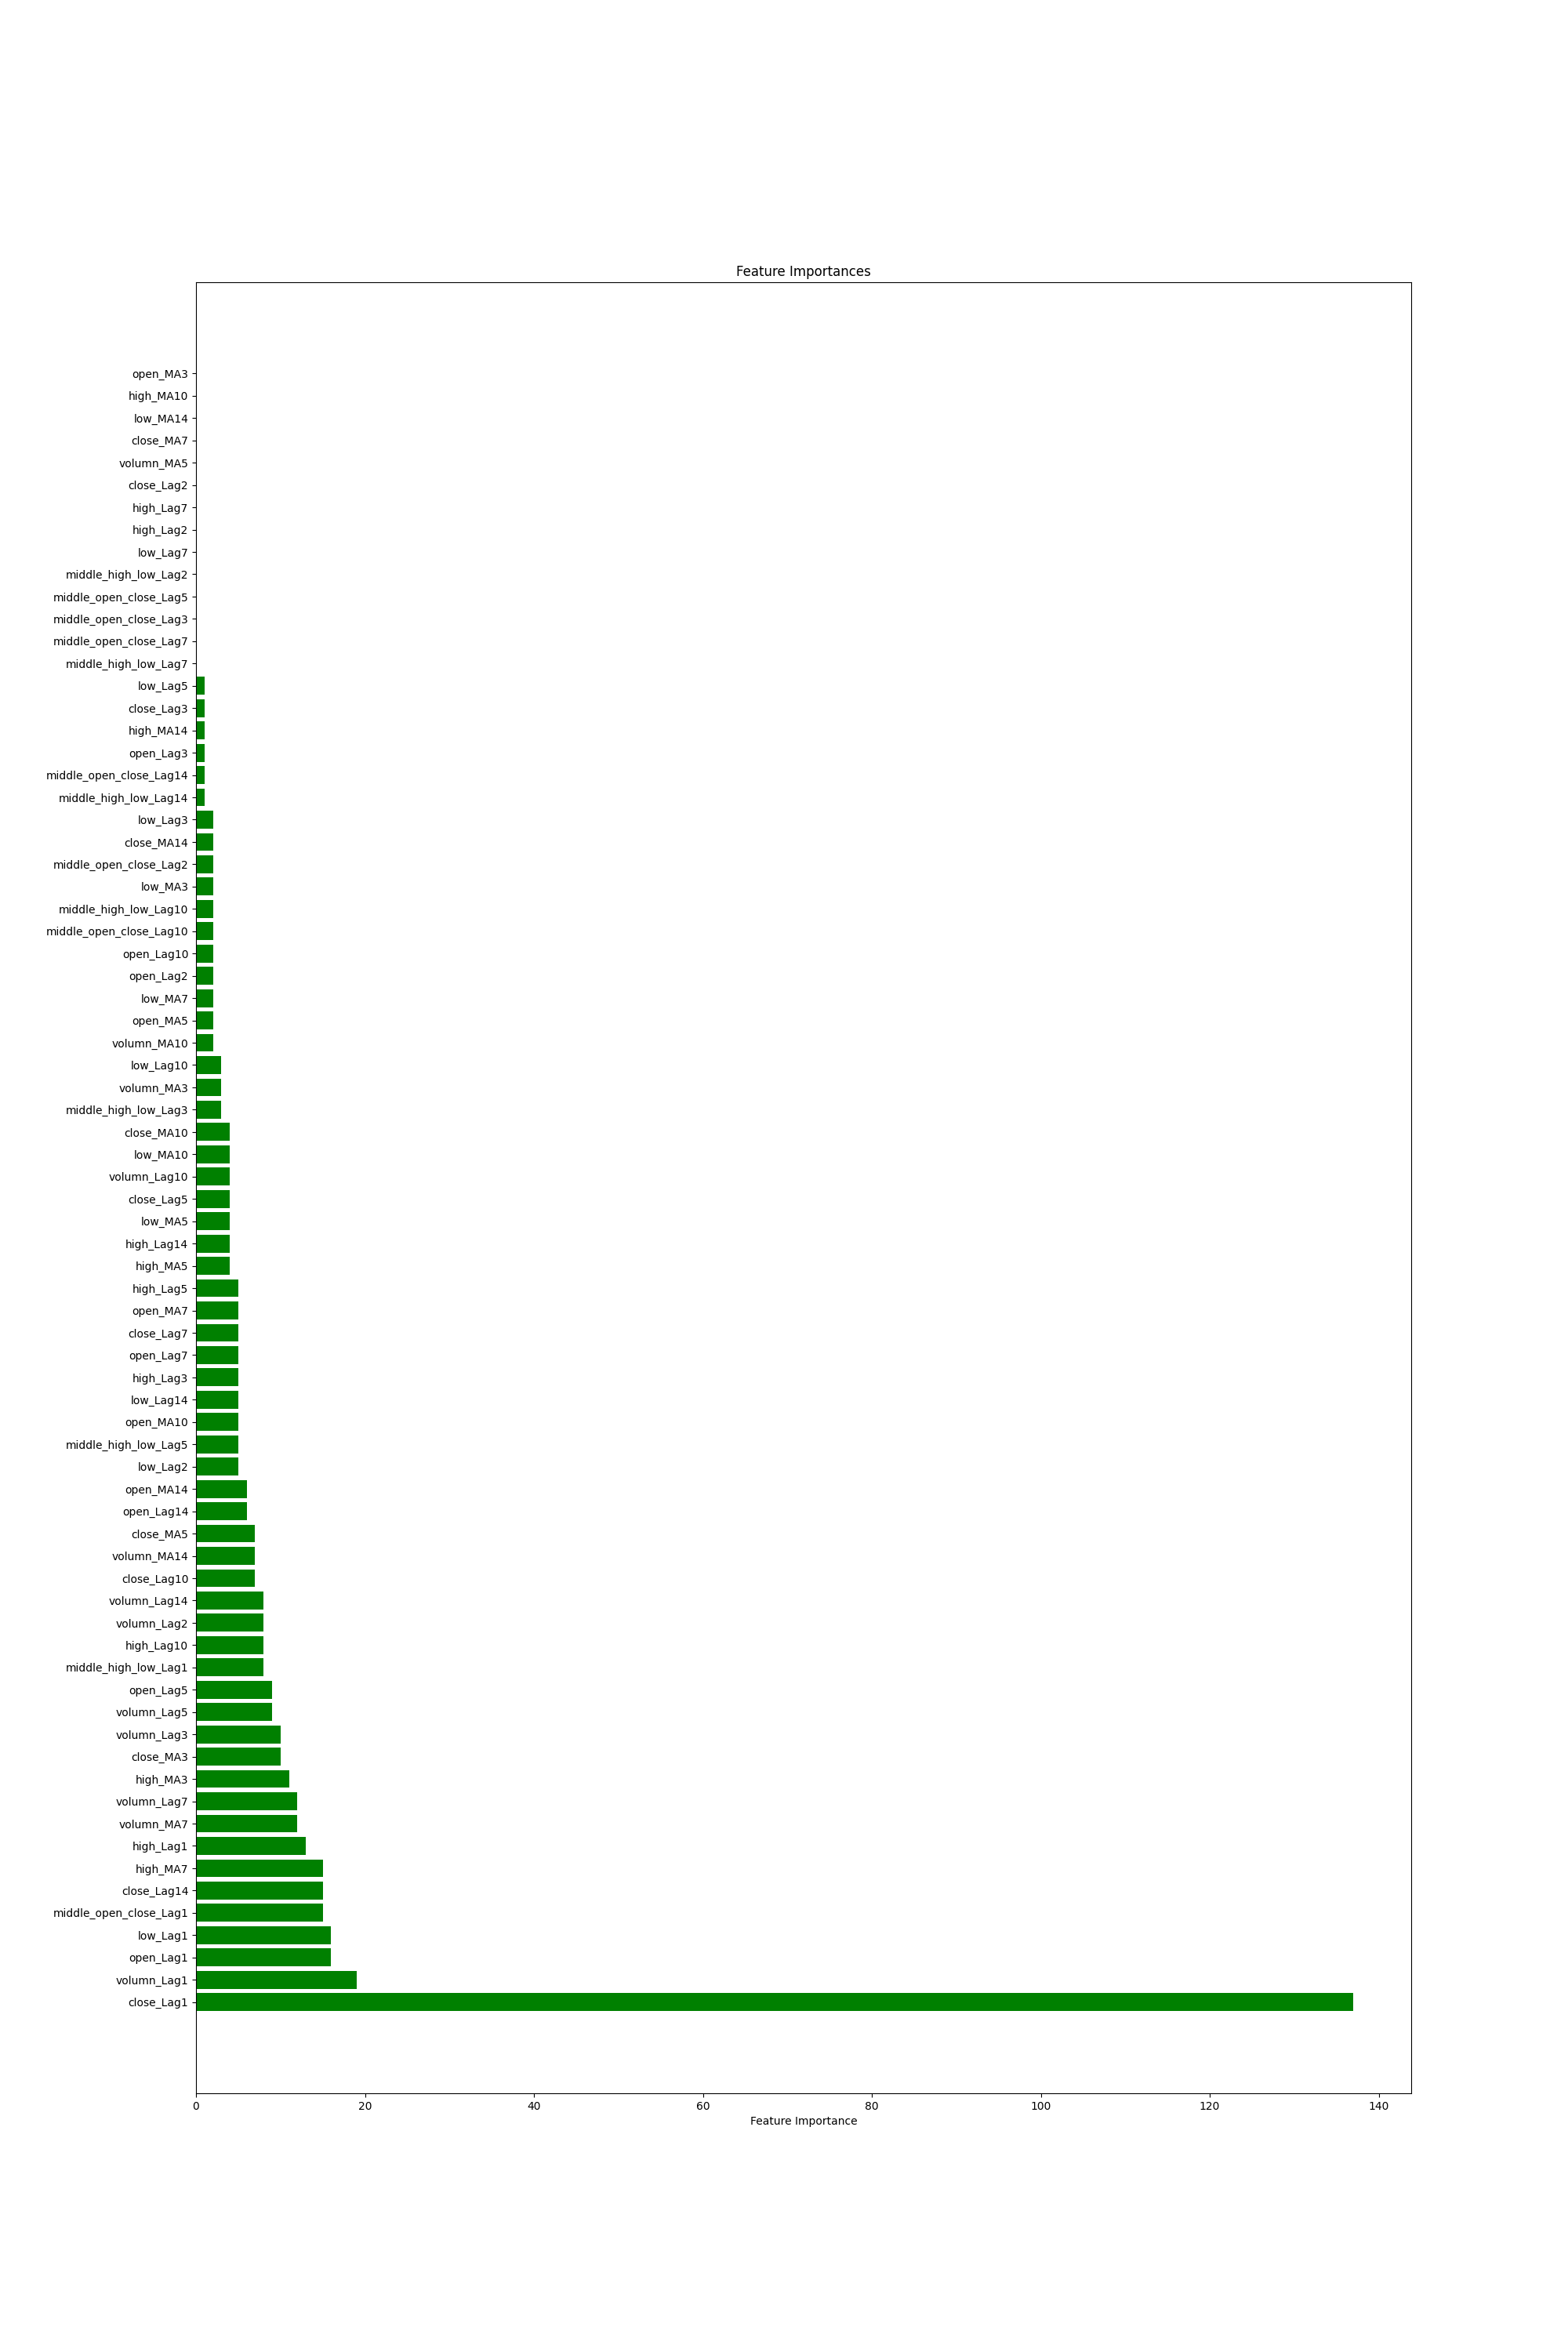 Feature Importances
open_MA3
high_MA10
low_MA14
close_MA7
volumn_MA5
close_Lag2
high_Lag7
high_Lag2
low_Lag7
middle_high_low_Lag2
middle_open_close_Lag5
middle_open_close_Lag3
middle_open_close_Lag7
middle_high_low_Lag7
low_Lag5
close_Lag3
high_MA14
open_Lag3
middle_open_close_Lag14
middle_high_low_Lag14
low_Lag3
close_MA14
middle_open_close_Lag2
low_MA3
middle_high_low_Lag10
middle_open_close_Lag10
open_Lag10
open_Lag2
low_MA7
open_MA5
volumn_MA10
low_Lag10
volumn_MA3
middle_high_low_Lag3
close_MA10
low_MA10
volumn_Lag10
close_Lag5
low_MA5
high_Lag14
high_MA5
high_Lag5
open_MA7
close_Lag7
open_Lag7
high_Lag3
low_Lag14
open_MA10
middle_high_low_Lag5
low_Lag2
open_MA14
open_Lag14
close_MA5
volumn_MA14
close_Lag10
volumn_Lag14
volumn_Lag2
high_Lag10
middle_high_low_Lag1
open_Lag5
volumn_Lag5
volumn_Lag3
close_MA3
high_MA3
volumn_Lag7
volumn_MA7
high_Lag1
high_MA7
close_Lag14
middle_open_close_Lag1
low_Lag1
open_Lag1
volumn_Lag1
close_Lag1
0 20 40 60 80 100 120 140
Feature Importance